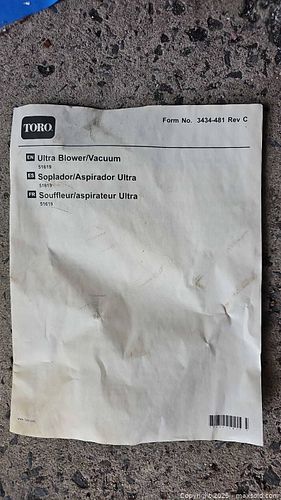 TORO
Form No. 3434-481 Rev C
EN Ultra Blower/Vacuum
51619
ES Soplador/Aspirador Ultra
51619
FR Souffleur/aspirateur Ultra
51619
Copyright 2025 - maxsold.com